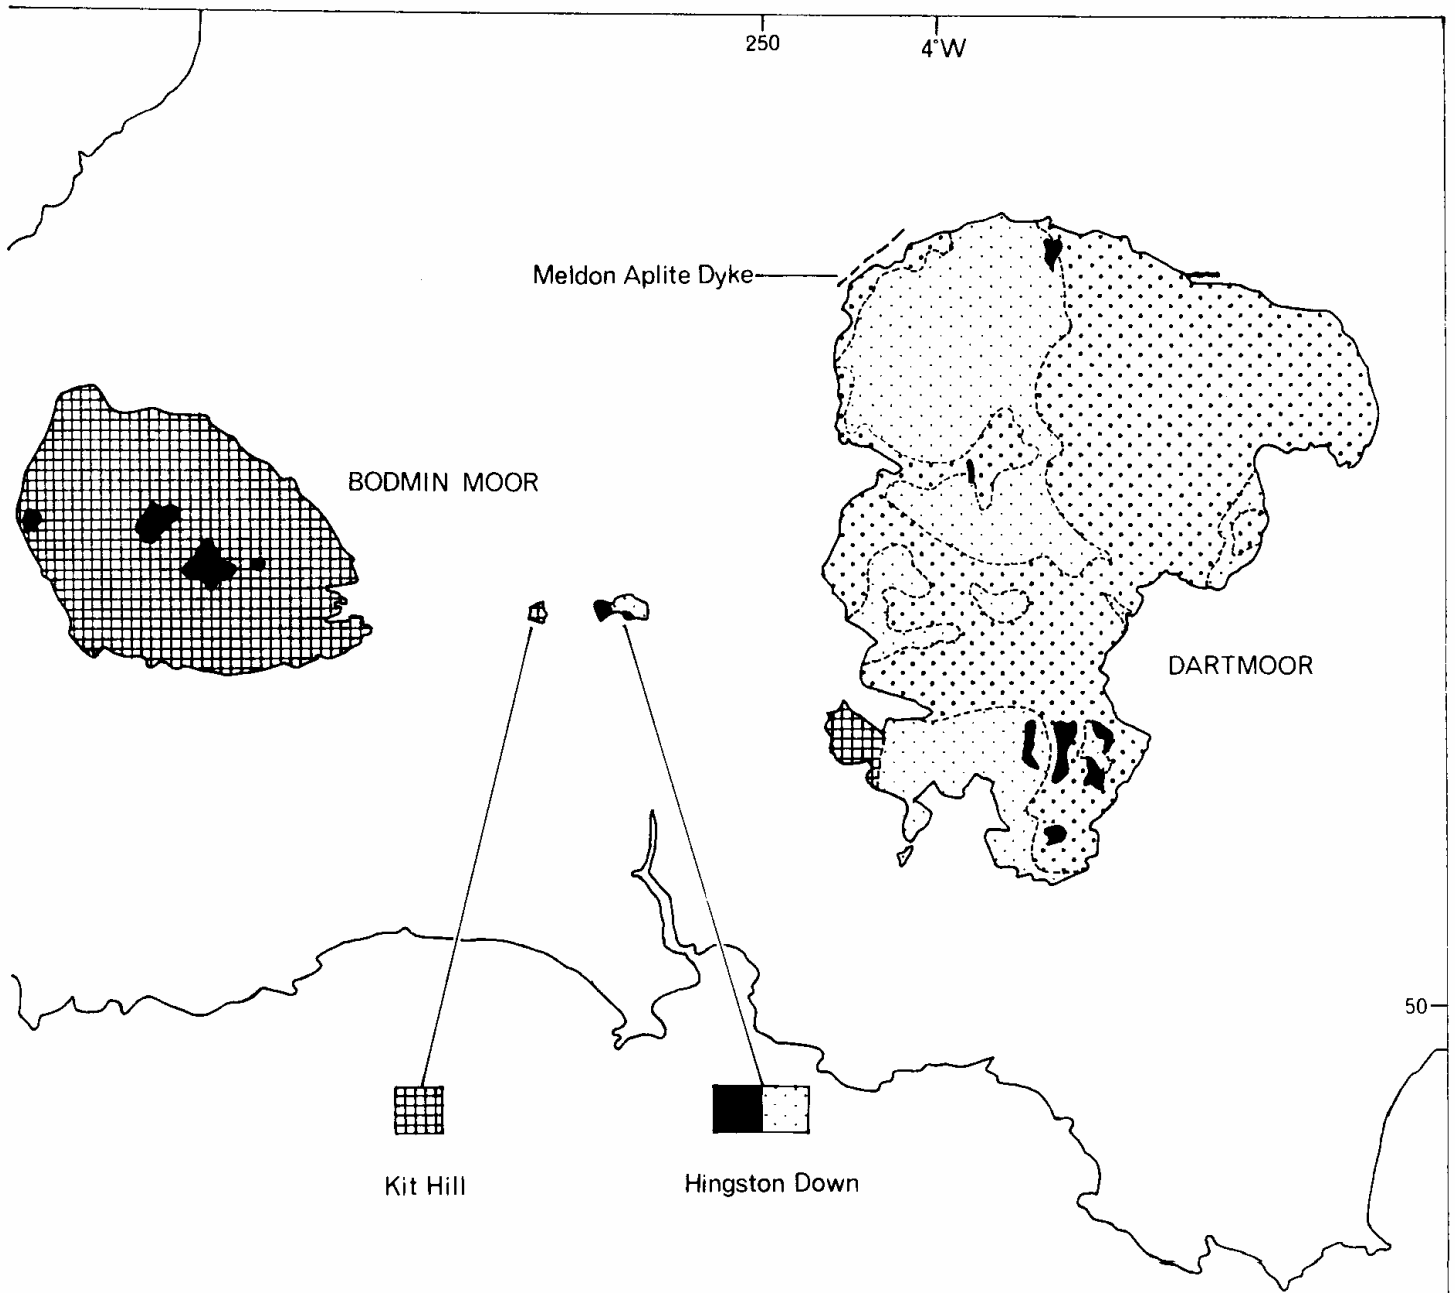 250
4°W
Meldon Aplite Dyke
BODMIN MOOR
DARTMOOR
50
Kit Hill
Hingston Down